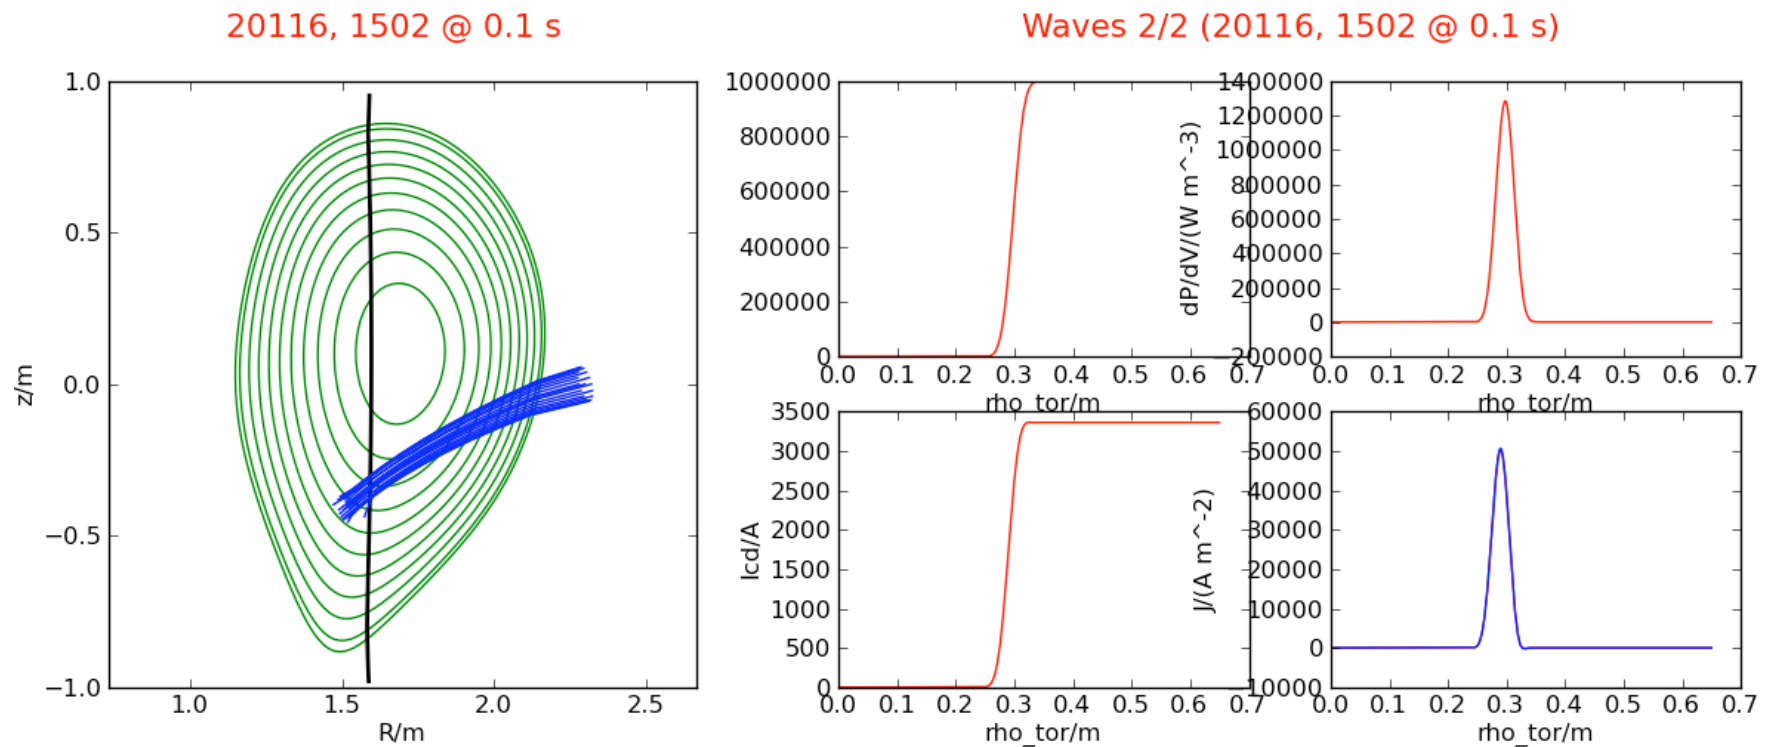 20116, 1502 @ 0.1 s
1.0
0.5
0.0
−0.5
−1.0
z/m
1.0 1.5 2.0 2.5
R/m
Waves 2/2 (20116, 1502 @ 0.1 s)
1000000
800000
600000
400000
200000
0
0.0 0.1 0.2 0.3 0.4 0.5 0.6 0.7
rho_tor/m
dP/dV/(W m^-3)
1400000
1200000
1000000
800000
600000
400000
200000
0
−200000
0.0 0.1 0.2 0.3 0.4 0.5 0.6 0.7
rho_tor/m
Icd/A
3500
3000
2500
2000
1500
1000
500
0
0.0 0.1 0.2 0.3 0.4 0.5 0.6 0.7
rho_tor/m
J/(A m^-2)
60000
50000
40000
30000
20000
10000
0
−10000
0.0 0.1 0.2 0.3 0.4 0.5 0.6 0.7
rho_tor/m